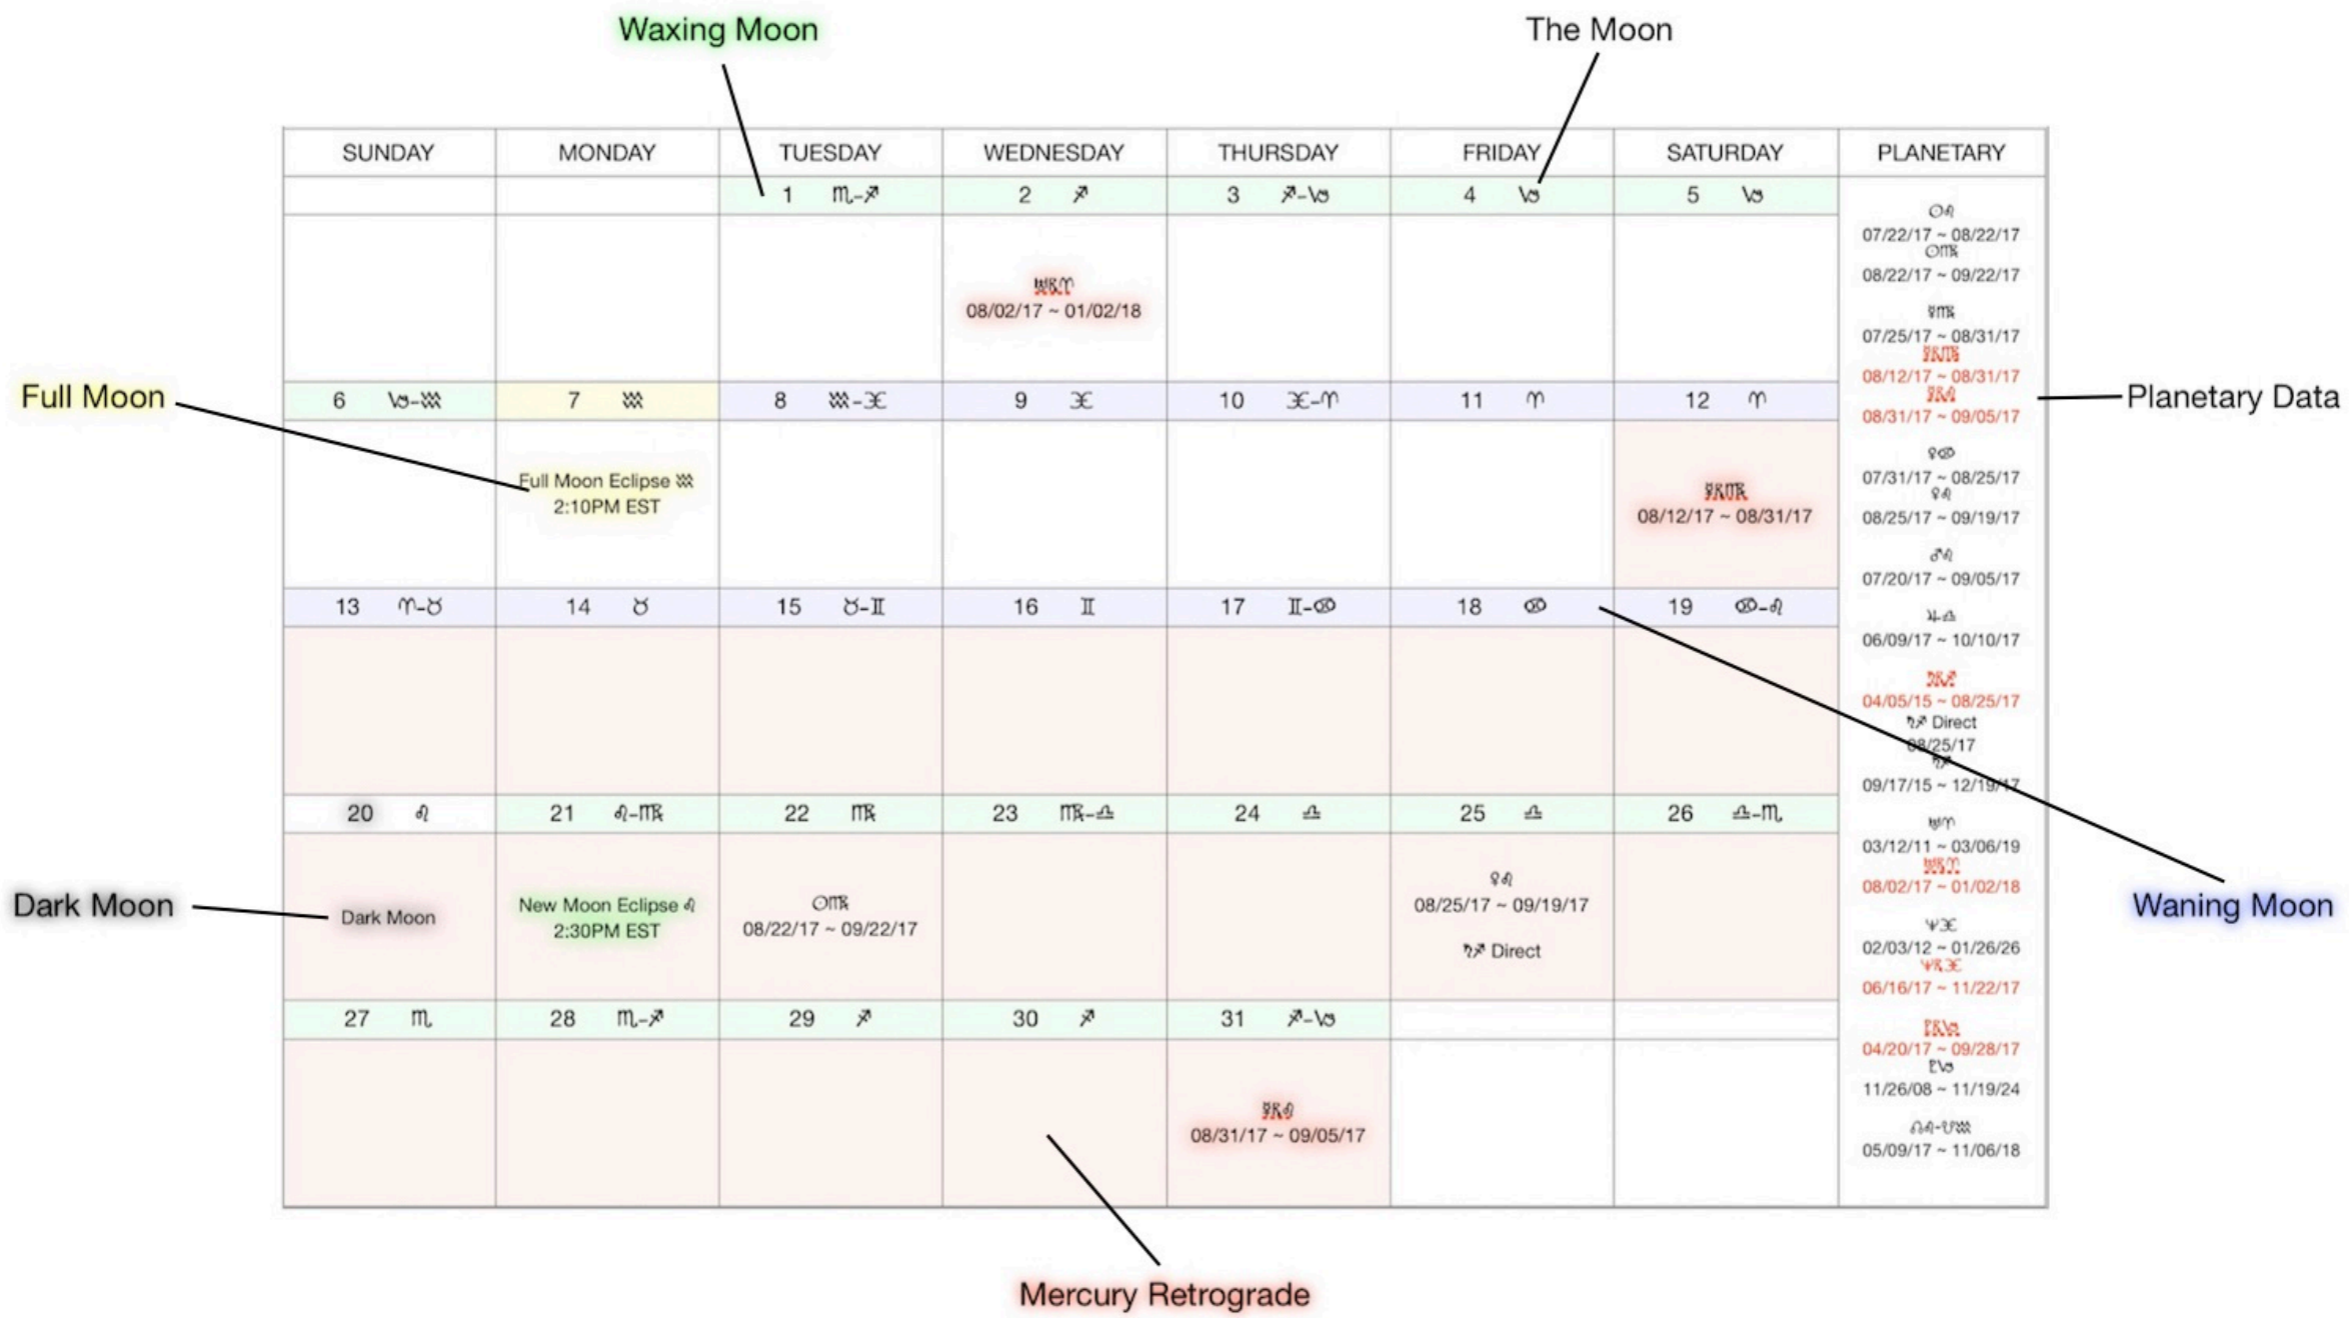 Waxing Moon
The Moon
SUNDAY MONDAY TUESDAY WEDNESDAY THURSDAY FRIDAY SATURDAY PLANETARY
1 ♏-♐ 2 ♐ 3 ♐-♑ 4 ♑ 5 ♑
♅℞♈
08/02/17 ~ 01/02/18
Full Moon
6 ♑-♒ 7 ♒ 8 ♒-♓ 9 ♓ 10 ♓-♈ 11 ♈ 12 ♈
Full Moon Eclipse ♒
2:10PM EST
☿℞♍
08/12/17 ~ 08/31/17
13 ♈-♉ 14 ♉ 15 ♉-♊ 16 ♊ 17 ♊-♋ 18 ♋ 19 ♋-♌
20 ♌ 21 ♌-♍ 22 ♍ 23 ♍-♎ 24 ♎ 25 ♎ 26 ♎-♏
Dark Moon
Dark Moon
New Moon Eclipse ♌
2:30PM EST
☉♍
08/22/17 ~ 09/22/17
♀♌
08/25/17 ~ 09/19/17
♄♐ Direct
27 ♏ 28 ♏-♐ 29 ♐ 30 ♐ 31 ♐-♑
☿℞♌
08/31/17 ~ 09/05/17
☉♌
07/22/17 ~ 08/22/17
☉♍
08/22/17 ~ 09/22/17
☿♍
07/25/17 ~ 08/31/17
☿℞♍
08/12/17 ~ 08/31/17
☿℞♌
08/31/17 ~ 09/05/17
♀♋
07/31/17 ~ 08/25/17
♀♌
08/25/17 ~ 09/19/17
♂♌
07/20/17 ~ 09/05/17
♃♎
06/09/17 ~ 10/10/17
♄℞♐
04/05/15 ~ 08/25/17
♄♐ Direct
08/25/17
♄♐
09/17/15 ~ 12/19/17
♅♈
03/12/11 ~ 03/06/19
♅℞♈
08/02/17 ~ 01/02/18
♆♓
02/03/12 ~ 01/26/26
♆℞♓
06/16/17 ~ 11/22/17
♇℞♑
04/20/17 ~ 09/28/17
♇♑
11/26/08 ~ 11/19/24
☊♌-☋♒
05/09/17 ~ 11/06/18
Planetary Data
Waning Moon
Mercury Retrograde